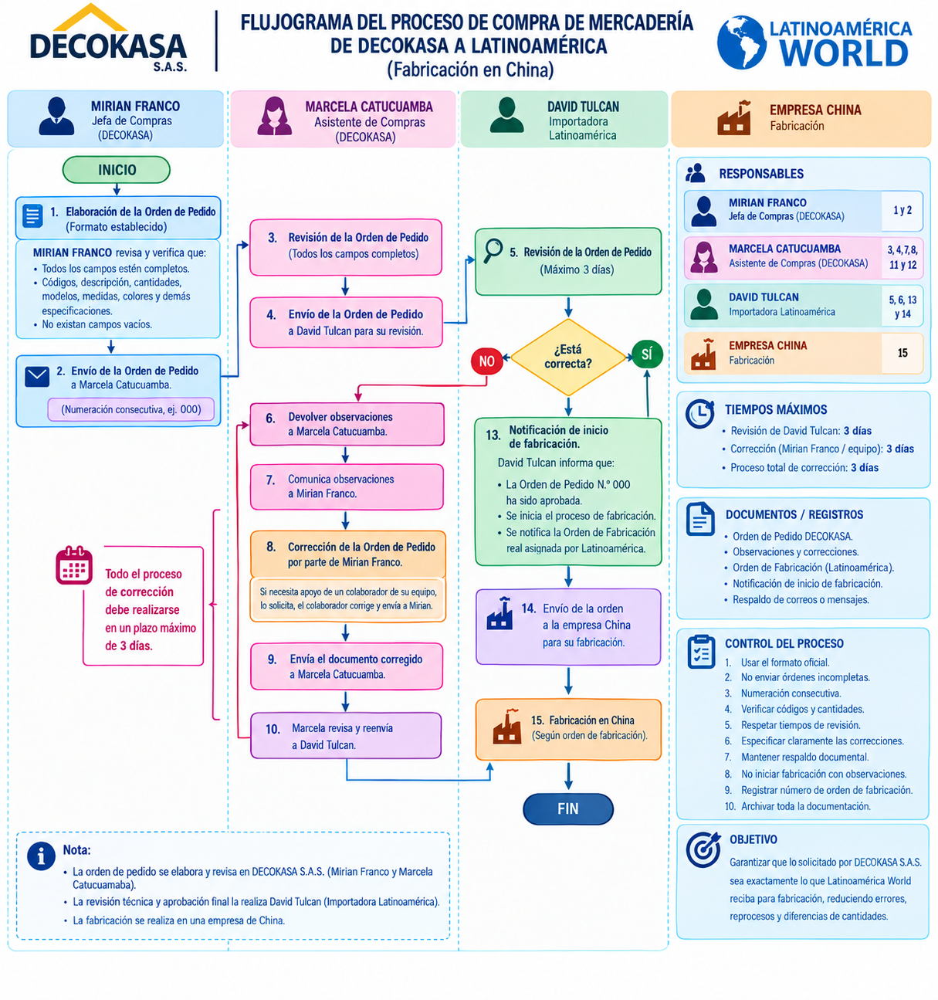 DECOKASA
S.A.S.
FLUJOGRAMA DEL PROCESO DE COMPRA DE MERCADERÍA
DE DECOKASA A LATINOAMÉRICA
(Fabricación en China)
LATINOAMÉRICA
WORLD
MIRIAN FRANCO
Jefa de Compras
(DECOKASA)
MARCELA CATUCUAMBA
Asistente de Compras
(DECOKASA)
DAVID TULCAN
Importadora
Latinoamérica
EMPRESA CHINA
Fabricación
INICIO
1. Elaboración de la Orden de Pedido
(Formato establecido)
MIRIAN FRANCO revisa y verifica que:
• Todos los campos estén completos.
• Códigos, descripción, cantidades,
modelos, medidas, colores y demás
especificaciones.
• No existan campos vacíos.
2. Envío de la Orden de Pedido
a Marcela Catucuamba.
(Numeración consecutiva, ej. 000)
Todo el proceso
de corrección
debe realizarse
en un plazo máximo
de 3 días.
3. Revisión de la Orden de Pedido
(Todos los campos completos)
4. Envío de la Orden de Pedido
a David Tulcan para su revisión.
6. Devolver observaciones
a Marcela Catucuamba.
7. Comunica observaciones
a Mirian Franco.
8. Corrección de la Orden de Pedido
por parte de Mirian Franco.
Si necesita apoyo de un colaborador de su equipo,
lo solicita, el colaborador corrige y envía a Mirian.
9. Envía el documento corregido
a Marcela Catucuamba.
10. Marcela revisa y reenvía
a David Tulcan.
5. Revisión de la Orden de Pedido
(Máximo 3 días)
¿Está
correcta?
NO
SÍ
13. Notificación de inicio
de fabricación.
David Tulcan informa que:
• La Orden de Pedido N.º 000
ha sido aprobada.
• Se inicia el proceso de fabricación.
• Se notifica la Orden de Fabricación
real asignada por Latinoamérica.
14. Envío de la orden
a la empresa China
para su fabricación.
15. Fabricación en China
(Según orden de fabricación).
FIN
RESPONSABLES
MIRIAN FRANCO
Jefa de Compras (DECOKASA)
1 y 2
MARCELA CATUCUAMBA
Asistente de Compras (DECOKASA)
3, 4,7,8,
11 y 12
DAVID TULCAN
Importadora Latinoamérica
5, 6, 13
y 14
EMPRESA CHINA
Fabricación
15
TIEMPOS MÁXIMOS
• Revisión de David Tulcan: 3 días
• Corrección (Mirian Franco / equipo): 3 días
• Proceso total de corrección: 3 días
DOCUMENTOS / REGISTROS
• Orden de Pedido DECOKASA.
• Observaciones y correcciones.
• Orden de Fabricación (Latinoamérica).
• Notificación de inicio de fabricación.
• Respaldo de correos o mensajes.
CONTROL DEL PROCESO
1. Usar el formato oficial.
2. No enviar órdenes incompletas.
3. Numeración consecutiva.
4. Verificar códigos y cantidades.
5. Respetar tiempos de revisión.
6. Especificar claramente las correcciones.
7. Mantener respaldo documental.
8. No iniciar fabricación con observaciones.
9. Registrar número de orden de fabricación.
10. Archivar toda la documentación.
OBJETIVO
Garantizar que lo solicitado por DECOKASA S.A.S.
sea exactamente lo que Latinoamérica World
reciba para fabricación, reduciendo errores,
reprocesos y diferencias de cantidades.
Nota:
• La orden de pedido se elabora y revisa en DECOKASA S.A.S. (Mirian Franco y Marcela
Catucuamaba).
• La revisión técnica y aprobación final la realiza David Tulcan (Importadora Latinoamérica).
• La fabricación se realiza en una empresa de China.